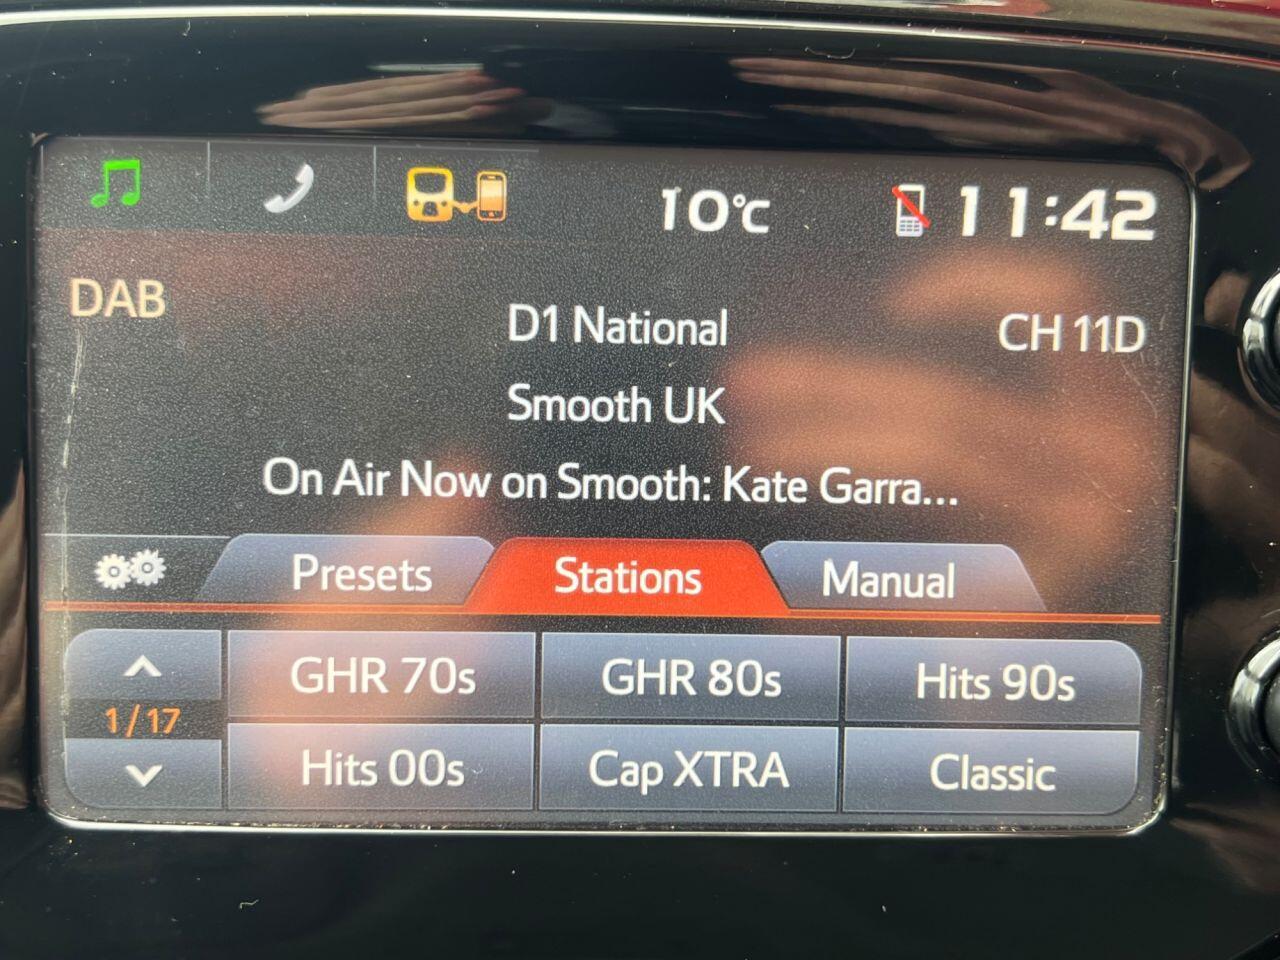 10°C 11:42
DAB
D1 National
CH 11D
Smooth UK
On Air Now on Smooth: Kate Garra...
Presets Stations Manual
GHR 70s GHR 80s Hits 90s
1/17
Hits 00s Cap XTRA Classic